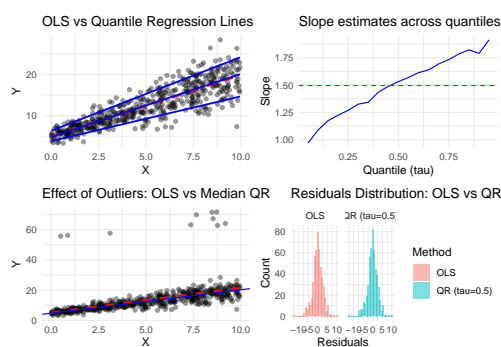 OLS vs Quantile Regression Lines
Y
20
10
0.0 2.5 5.0 7.5 10.0
X
Slope estimates across quantiles
Slope
1.75
1.50
1.25
1.00
0.25 0.50 0.75
Quantile (tau)
Effect of Outliers: OLS vs Median QR
Y
60
40
20
0
0.0 2.5 5.0 7.5 10.0
X
Residuals Distribution: OLS vs QR
OLS
QR (tau=0.5)
Count
80
60
40
20
0
Residuals
Method
OLS
QR (tau=0.5)